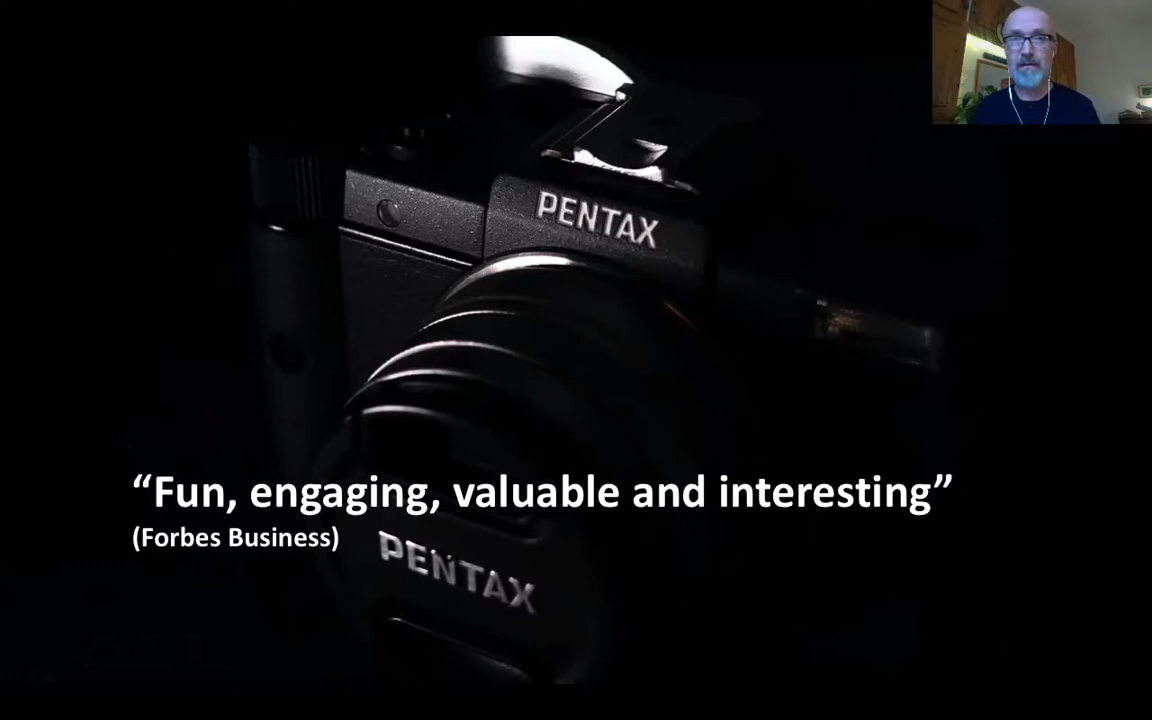 PENTAX
“Fun, engaging, valuable and interesting”
(Forbes Business)
PENTAX